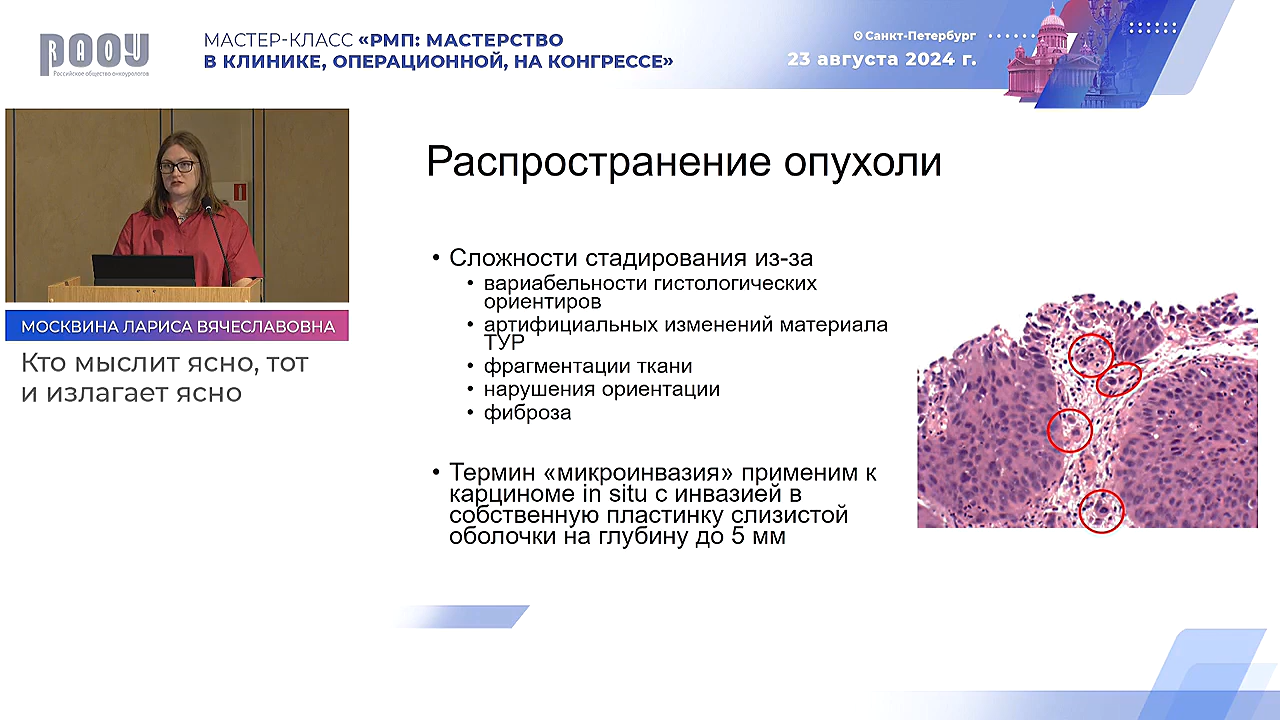 РАОУ
Российское общество онкоурологов
МАСТЕР-КЛАСС «РМП: МАСТЕРСТВО
В КЛИНИКЕ, ОПЕРАЦИОННОЙ, НА КОНГРЕССЕ»
Санкт-Петербург
23 августа 2024 г.
МОСКВИНА ЛАРИСА ВЯЧЕСЛАВОВНА
Кто мыслит ясно, тот
и излагает ясно
Распространение опухоли
• Сложности стадирования из-за
• вариабельности гистологических
ориентиров
• артифициальных изменений материала
ТУР
• фрагментации ткани
• нарушения ориентации
• фиброза
• Термин «микроинвазия» применим к
карциноме in situ с инвазией в
собственную пластинку слизистой
оболочки на глубину до 5 мм